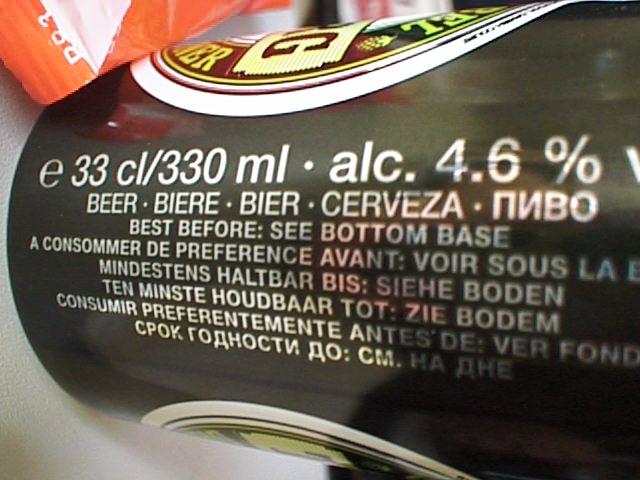 e 33 cl/330 ml · alc. 4.6 %
BEER · BIERE · BIER · CERVEZA · ПИВО
BEST BEFORE: SEE BOTTOM BASE
A CONSOMMER DE PREFERENCE AVANT: VOIR SOUS LA
MINDESTENS HALTBAR BIS: SIEHE BODEN
TEN MINSTE HOUDBAAR TOT: ZIE BODEM
CONSUMIR PREFERENTEMENTE ANTES DE: VER FOND
СРОК ГОДНОСТИ ДО: СМ. НА ДНЕ